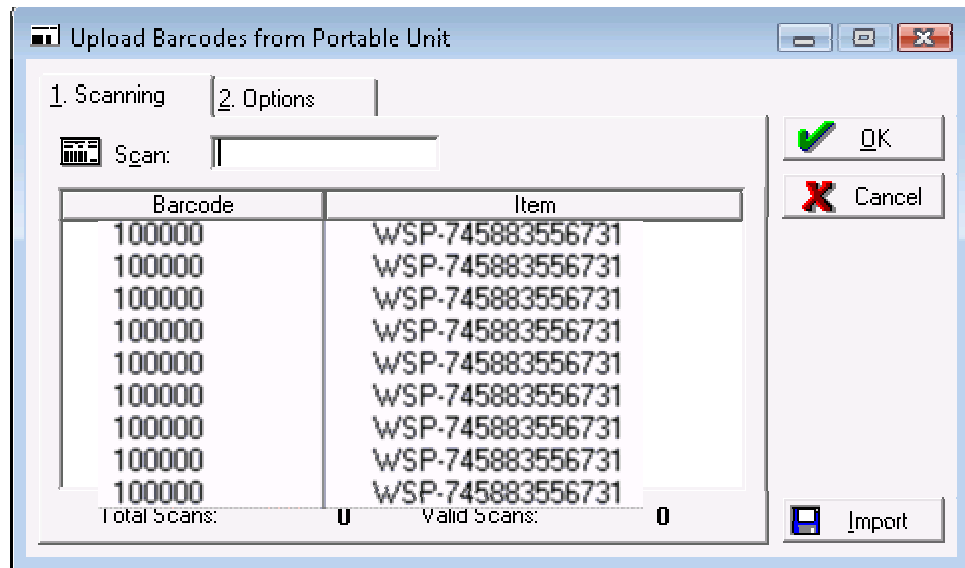 Upload Barcodes from Portable Unit
1. Scanning 2. Options
Scan:
OK
Cancel
Barcode Item
100000 WSP-745883556731
100000 WSP-745883556731
100000 WSP-745883556731
100000 WSP-745883556731
100000 WSP-745883556731
100000 WSP-745883556731
100000 WSP-745883556731
100000 WSP-745883556731
100000 WSP-745883556731
Total Scans: 0 Valid Scans: 0
Import